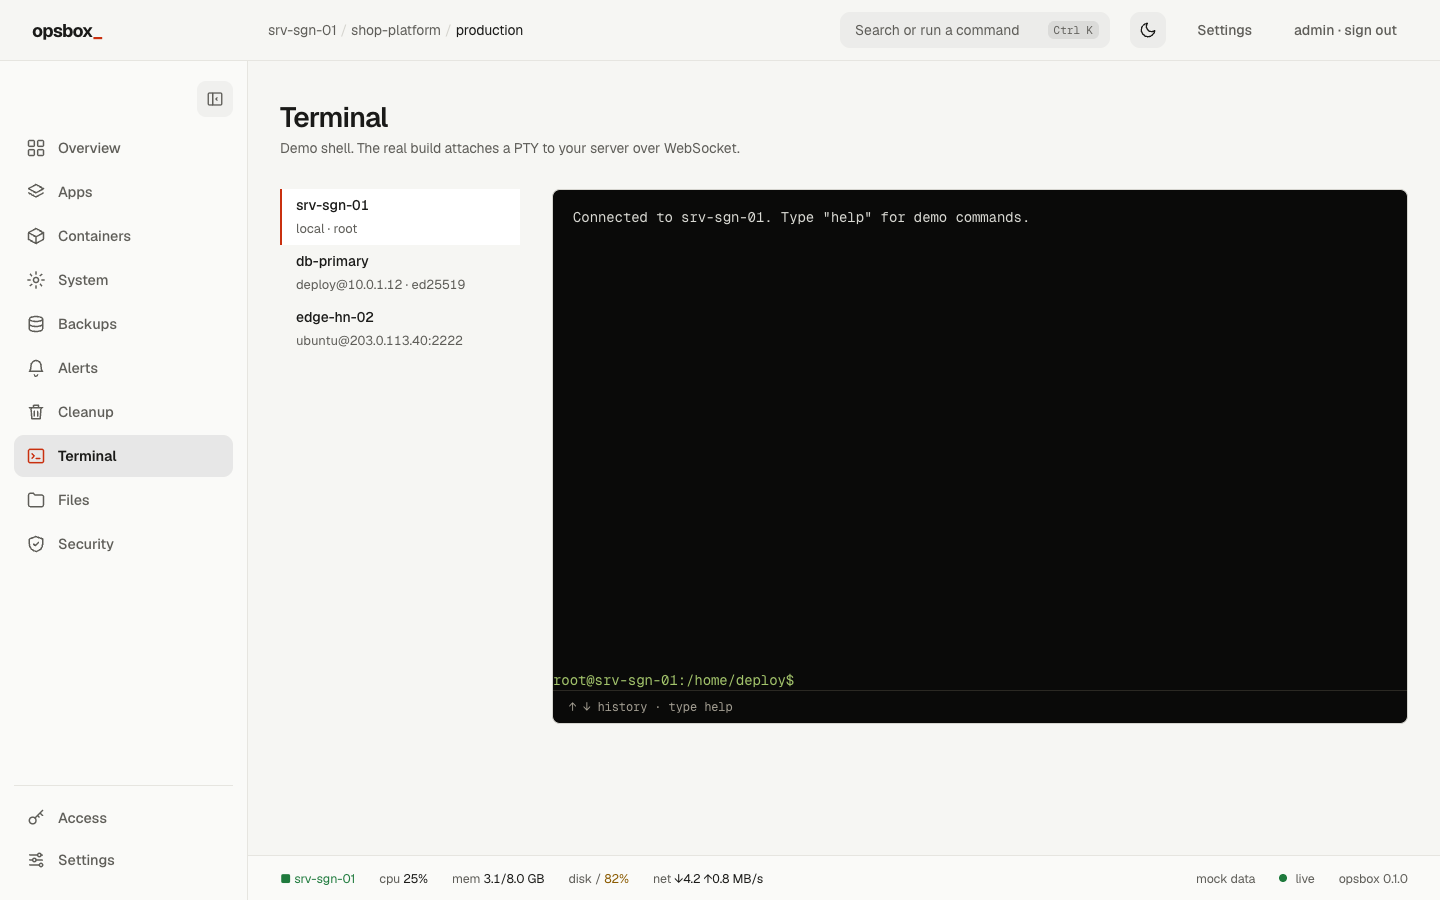 opsbox_
srv-sgn-01 / shop-platform / production
Search or run a command
Ctrl K
Settings
admin · sign out
Overview
Apps
Containers
System
Backups
Alerts
Cleanup
Terminal
Files
Security
Access
Settings
Terminal
Demo shell. The real build attaches a PTY to your server over WebSocket.
srv-sgn-01
local · root
db-primary
deploy@10.0.1.12 · ed25519
edge-hn-02
ubuntu@203.0.113.40:2222
Connected to srv-sgn-01. Type "help" for demo commands.
root@srv-sgn-01:/home/deploy$
↑ ↓ history · type help
srv-sgn-01
cpu 25%
mem 3.1/8.0 GB
disk / 82%
net ↓4.2 ↑0.8 MB/s
mock data
live
opsbox 0.1.0